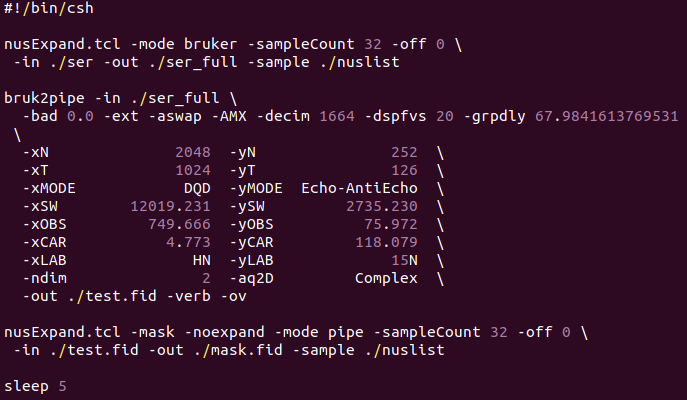 #!/bin/csh
nusExpand.tcl -mode bruker -sampleCount 32 -off 0 \
-in ./ser -out ./ser_full -sample ./nuslist
bruk2pipe -in ./ser_full \
-bad 0.0 -ext -aswap -AMX -decim 1664 -dspfvs 20 -grpdly 67.9841613769531
\
-xN 2048 -yN 252 \
-xT 1024 -yT 126 \
-xMODE DQD -yMODE Echo-AntiEcho \
-xSW 12019.231 -ySW 2735.230 \
-xOBS 749.666 -yOBS 75.972 \
-xCAR 4.773 -yCAR 118.079 \
-xLAB HN -yLAB 15N \
-ndim 2 -aq2D Complex \
-out ./test.fid -verb -ov
nusExpand.tcl -mask -noexpand -mode pipe -sampleCount 32 -off 0 \
-in ./test.fid -out ./mask.fid -sample ./nuslist
sleep 5